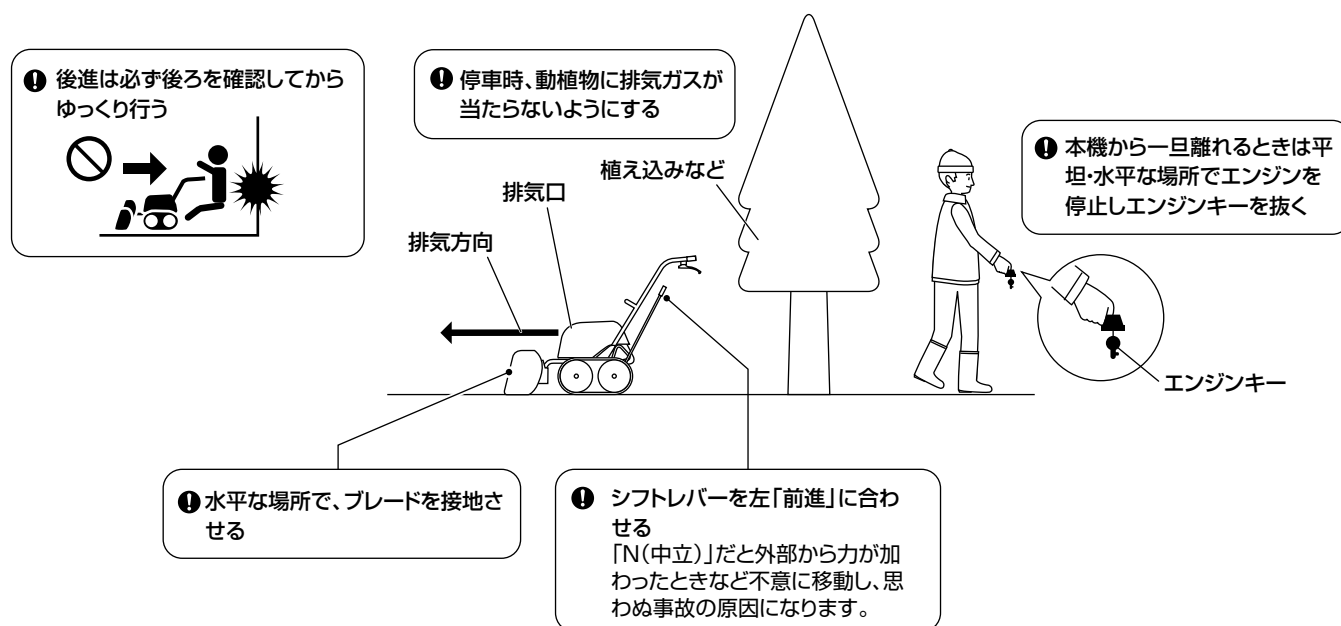 後進は必ず後ろを確認してから
ゆっくり行う
停車時、動植物に排気ガスが
当たらないようにする
本機から一旦離れるときは平
坦・水平な場所でエンジンを
停止しエンジンキーを抜く
植え込みなど
排気口
排気方向
エンジンキー
水平な場所で、ブレードを接地さ
せる
シフトレバーを左「前進」に合わ
せる
「N(中立)」だと外部から力が加
わったときなど不意に移動し、思
わぬ事故の原因になります。